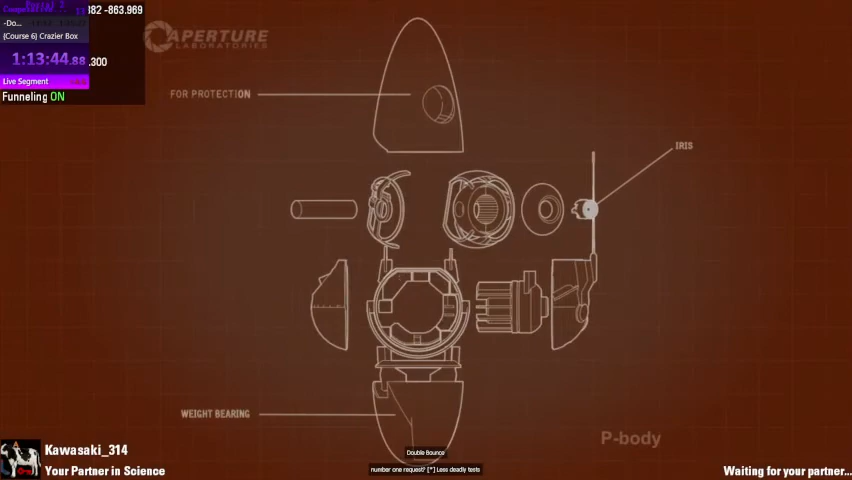 382 -863.969
-Do...
{Course 6} Crazier Box
1:13:44.88
.300
Live Segment
Funneling ON
APERTURE
LABORATORIES
FOR PROTECTION
IRIS
WEIGHT BEARING
P-body
Kawasaki_314
Your Partner in Science
Double Bounce
number one request? [*] Less deadly tests
Waiting for your partner...